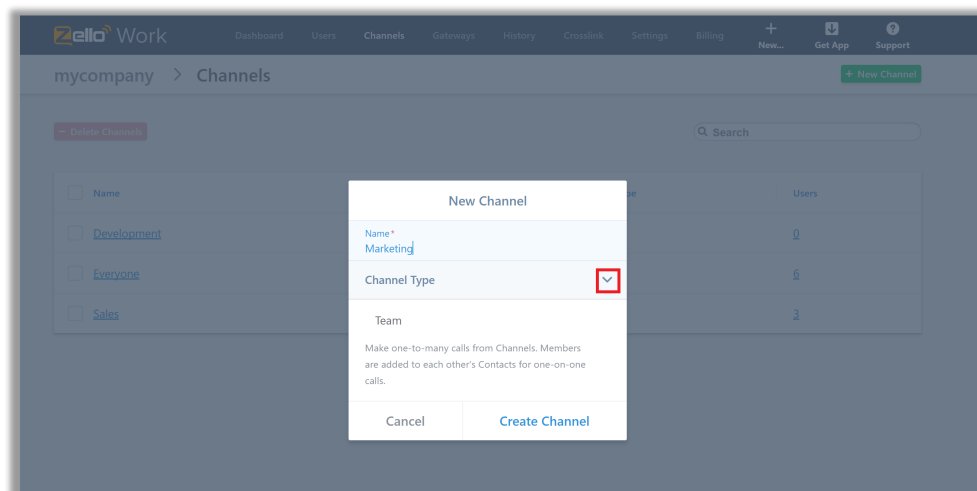 Zello Work
Dashboard Users Channels Gateways History Crosslink Settings Billing New... Get App Support
mycompany > Channels
+ New Channel
− Delete Channels
Search
Name
Users
New Channel
Name*
Marketing
Development 0
Channel Type
Everyone 6
Sales 3
Team
Make one-to-many calls from Channels. Members
are added to each other's Contacts for one-on-one
calls.
Cancel Create Channel